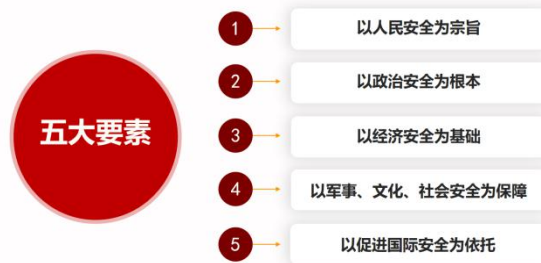 五大要素
1
以人民安全为宗旨
2
以政治安全为根本
3
以经济安全为基础
4
以军事、文化、社会安全为保障
5
以促进国际安全为依托